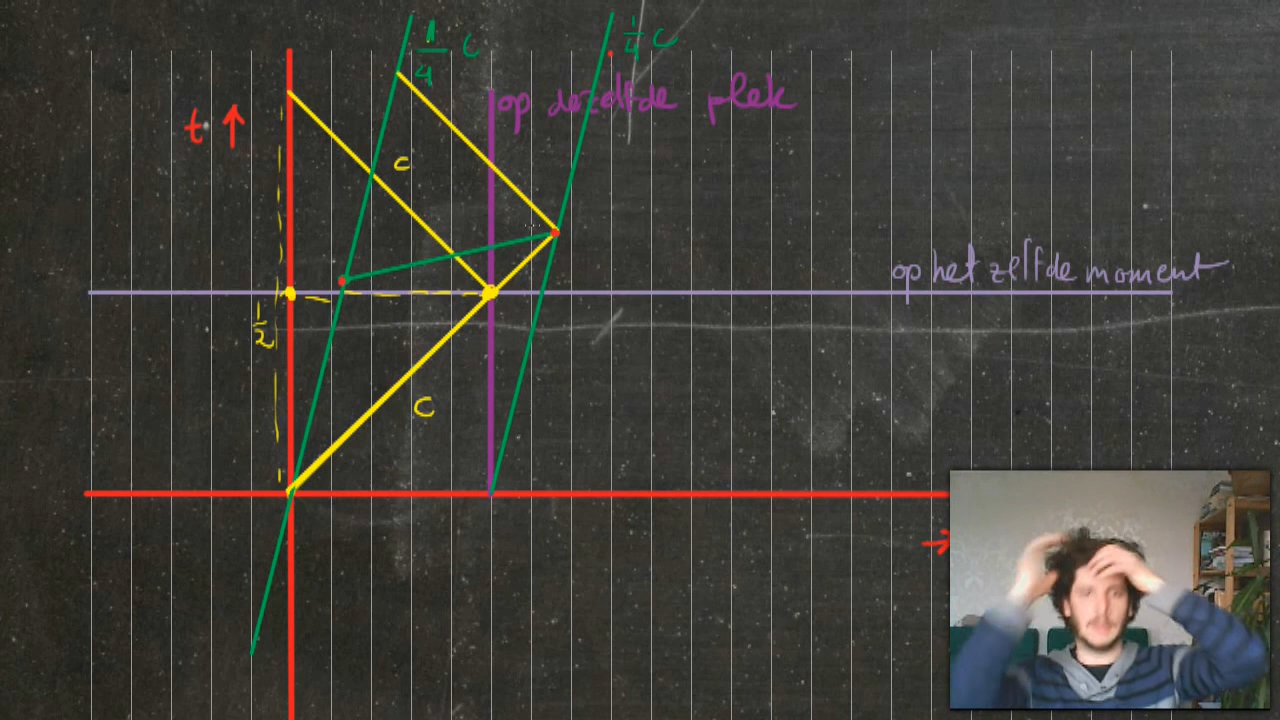 1/4 c
1/4 c
op dezelfde plek
t ↑
c
op het zelfde moment
1/2
c
→